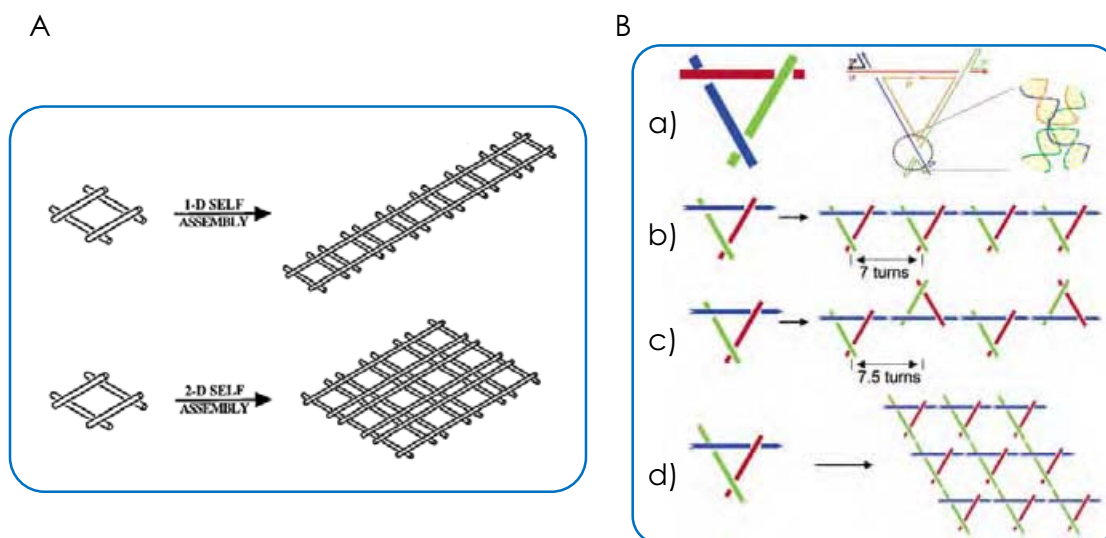 A
B
1-D SELF
ASSEMBLY
2-D SELF
ASSEMBLY
a)
b)
7 turns
c)
7.5 turns
d)